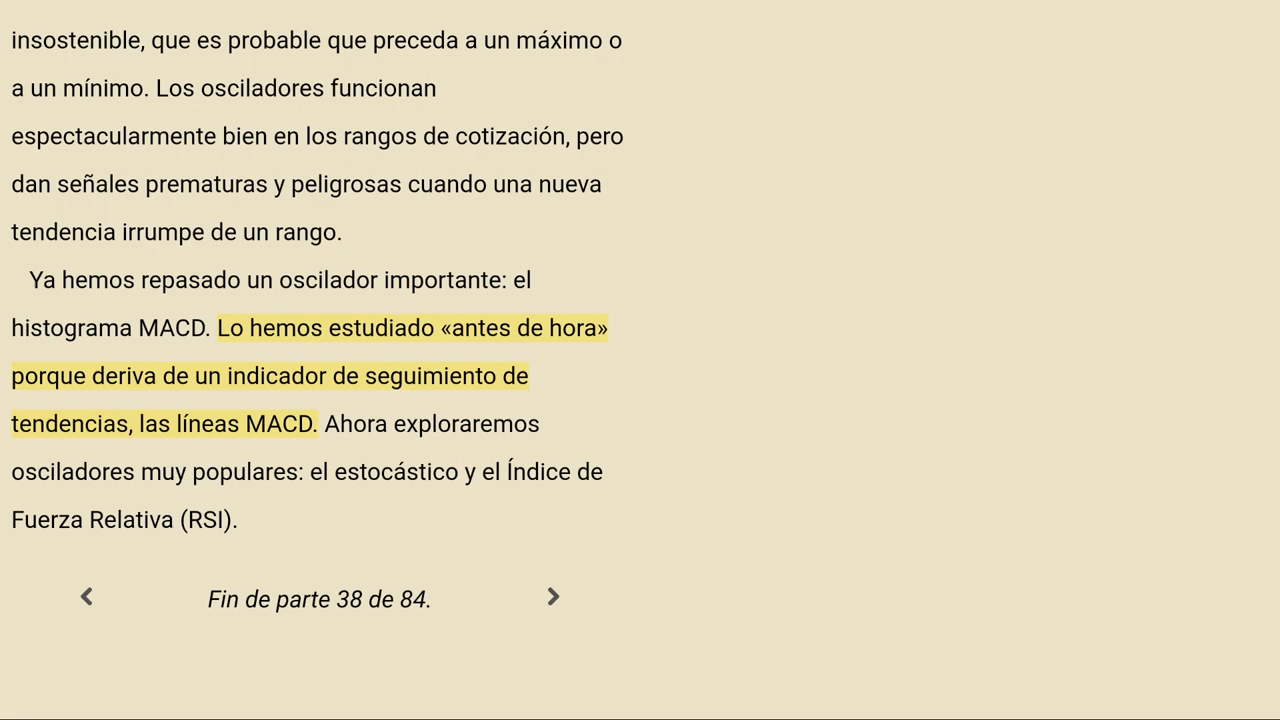 insostenible, que es probable que preceda a un máximo o
a un mínimo. Los osciladores funcionan
espectacularmente bien en los rangos de cotización, pero
dan señales prematuras y peligrosas cuando una nueva
tendencia irrumpe de un rango.
Ya hemos repasado un oscilador importante: el
histograma MACD. Lo hemos estudiado «antes de hora»
porque deriva de un indicador de seguimiento de
tendencias, las líneas MACD. Ahora exploraremos
osciladores muy populares: el estocástico y el Índice de
Fuerza Relativa (RSI).
Fin de parte 38 de 84.